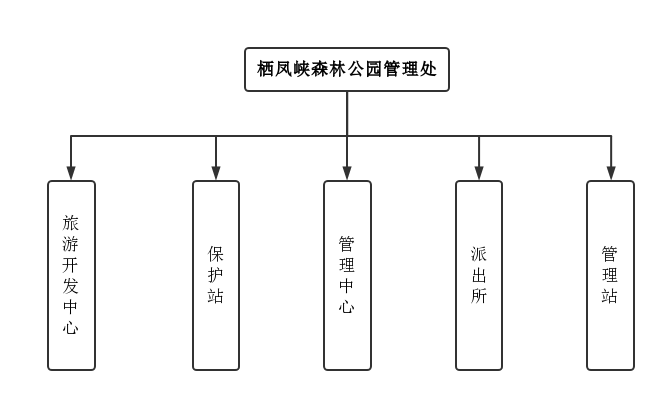 栖凤峡森林公园管理处
旅游开发中心
保护站
管理中心
派出所
管理站